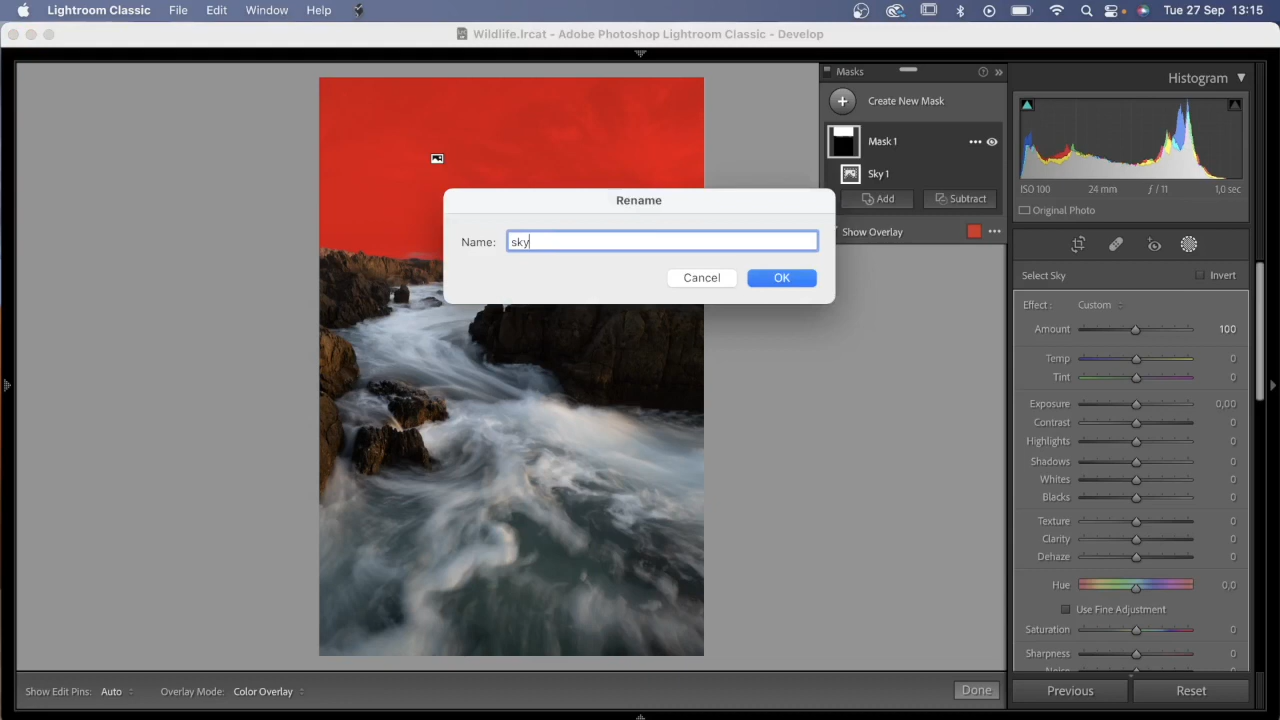 Lightroom Classic File Edit Window Help Tue 27 Sep 13:15
Wildlife.lrcat - Adobe Photoshop Lightroom Classic - Develop
Masks
Histogram
Create New Mask
Mask 1
Sky 1
Add Subtract
Show Overlay
ISO 100 24 mm ƒ / 11 1,0 sec
Original Photo
Rename
Name: sky
Cancel OK
Select Sky Invert
Effect : Custom
Amount 100
Temp 0
Tint 0
Exposure 0,00
Contrast 0
Highlights 0
Shadows 0
Whites 0
Blacks 0
Texture 0
Clarity 0
Dehaze 0
Hue 0,0
Use Fine Adjustment
Saturation 0
Sharpness 0
Noise
Show Edit Pins: Auto Overlay Mode: Color Overlay Done
Previous Reset